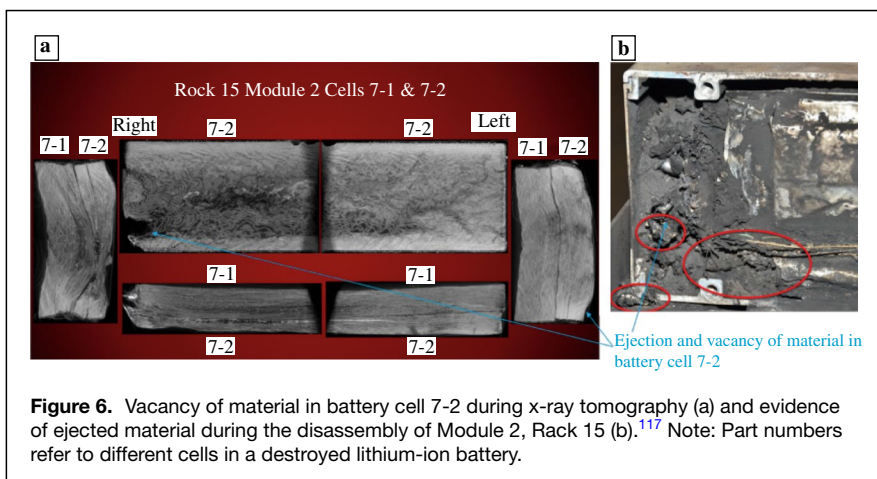 a
b
Rock 15 Module 2 Cells 7-1 & 7-2
Right
7-2
7-2
Left
7-1 7-2
7-1 7-2
7-1
7-1
7-2
7-2
Ejection and vacancy of material in
battery cell 7-2
Figure 6. Vacancy of material in battery cell 7-2 during x-ray tomography (a) and evidence
of ejected material during the disassembly of Module 2, Rack 15 (b).117 Note: Part numbers
refer to different cells in a destroyed lithium-ion battery.